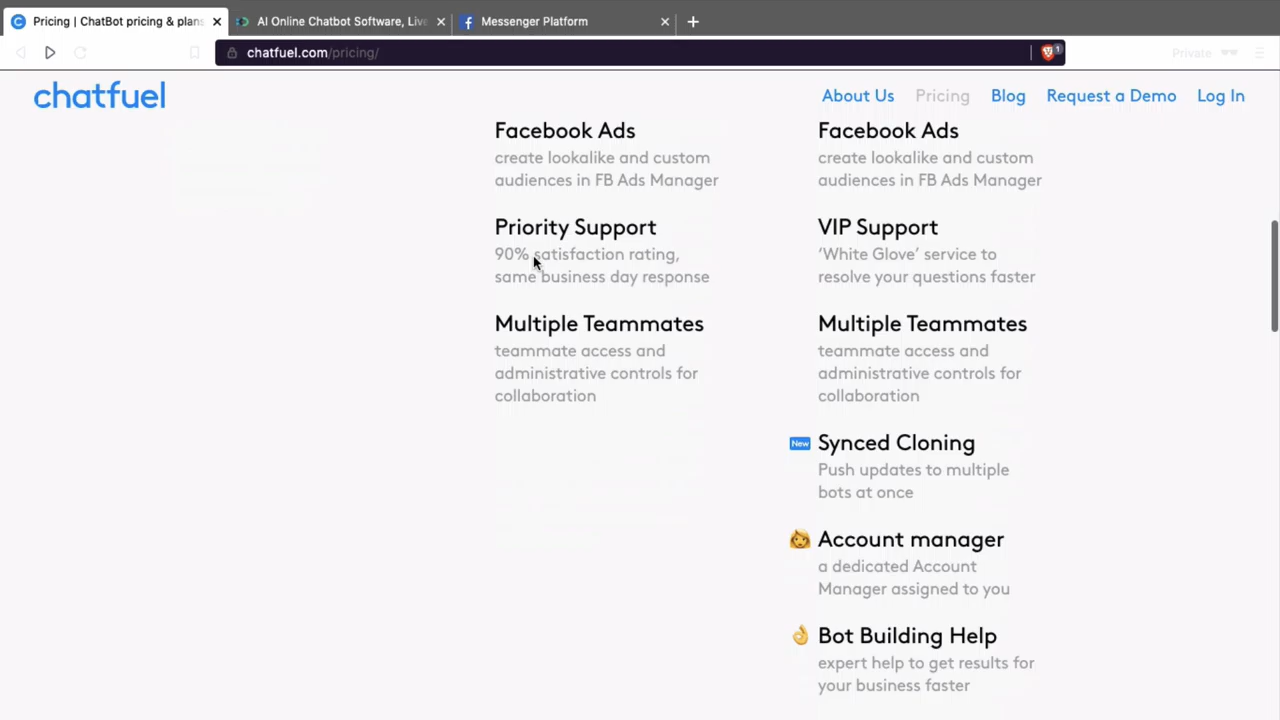 Pricing | ChatBot pricing & plans
AI Online Chatbot Software, Live
Messenger Platform
chatfuel.com/pricing/
1
Private
chatfuel
About Us
Pricing
Blog
Request a Demo
Log In
Facebook Ads
create lookalike and custom
audiences in FB Ads Manager
Priority Support
90% satisfaction rating,
same business day response
Multiple Teammates
teammate access and
administrative controls for
collaboration
Facebook Ads
create lookalike and custom
audiences in FB Ads Manager
VIP Support
‘White Glove’ service to
resolve your questions faster
Multiple Teammates
teammate access and
administrative controls for
collaboration
New
Synced Cloning
Push updates to multiple
bots at once
Account manager
a dedicated Account
Manager assigned to you
Bot Building Help
expert help to get results for
your business faster